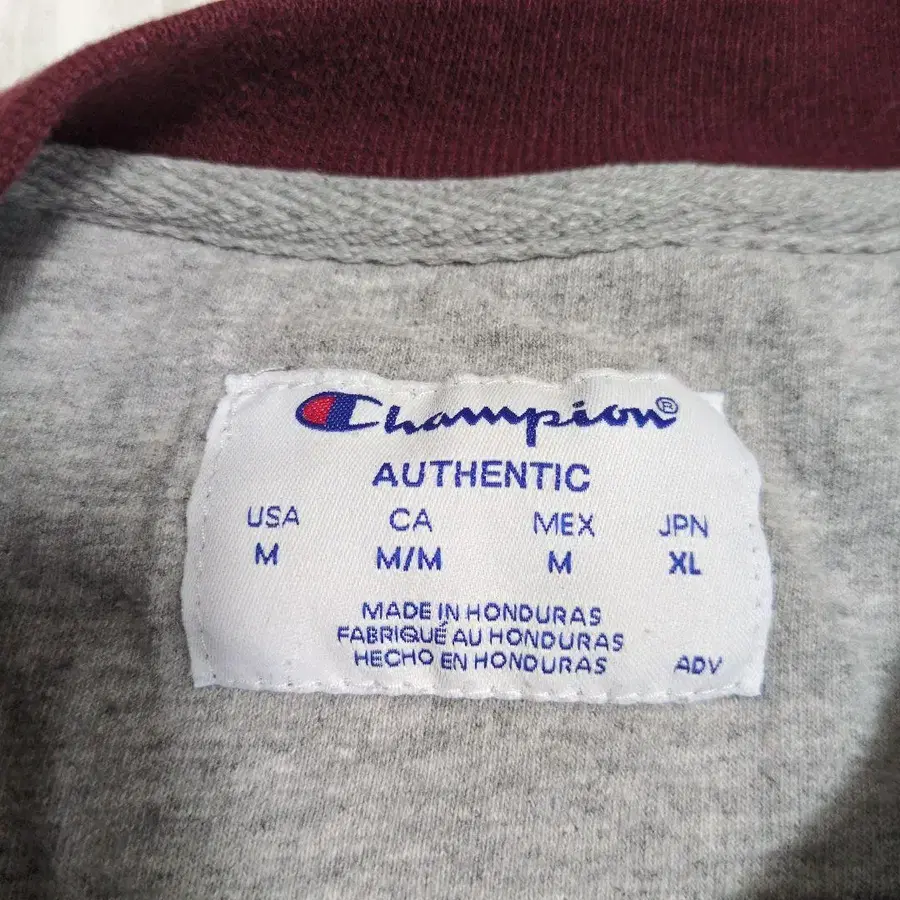 Champion®
AUTHENTIC
USA CA MEX JPN
M M/M M XL
MADE IN HONDURAS
FABRIQUÉ AU HONDURAS
HECHO EN HONDURAS ADV